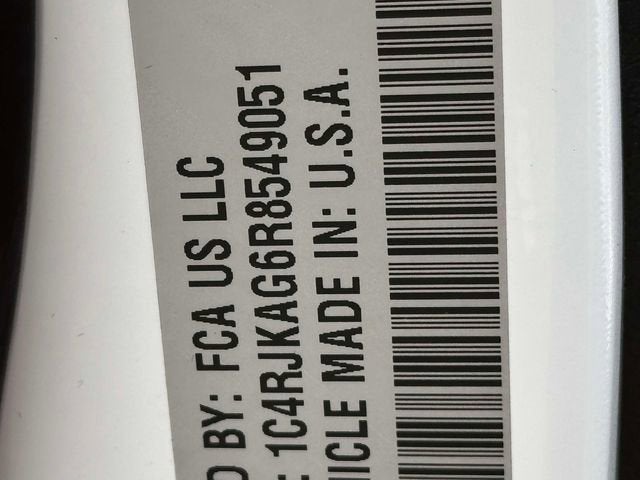 D BY: FCA US LLC
: 1C4RJKAG6R8549051
HICLE MADE IN: U.S.A.